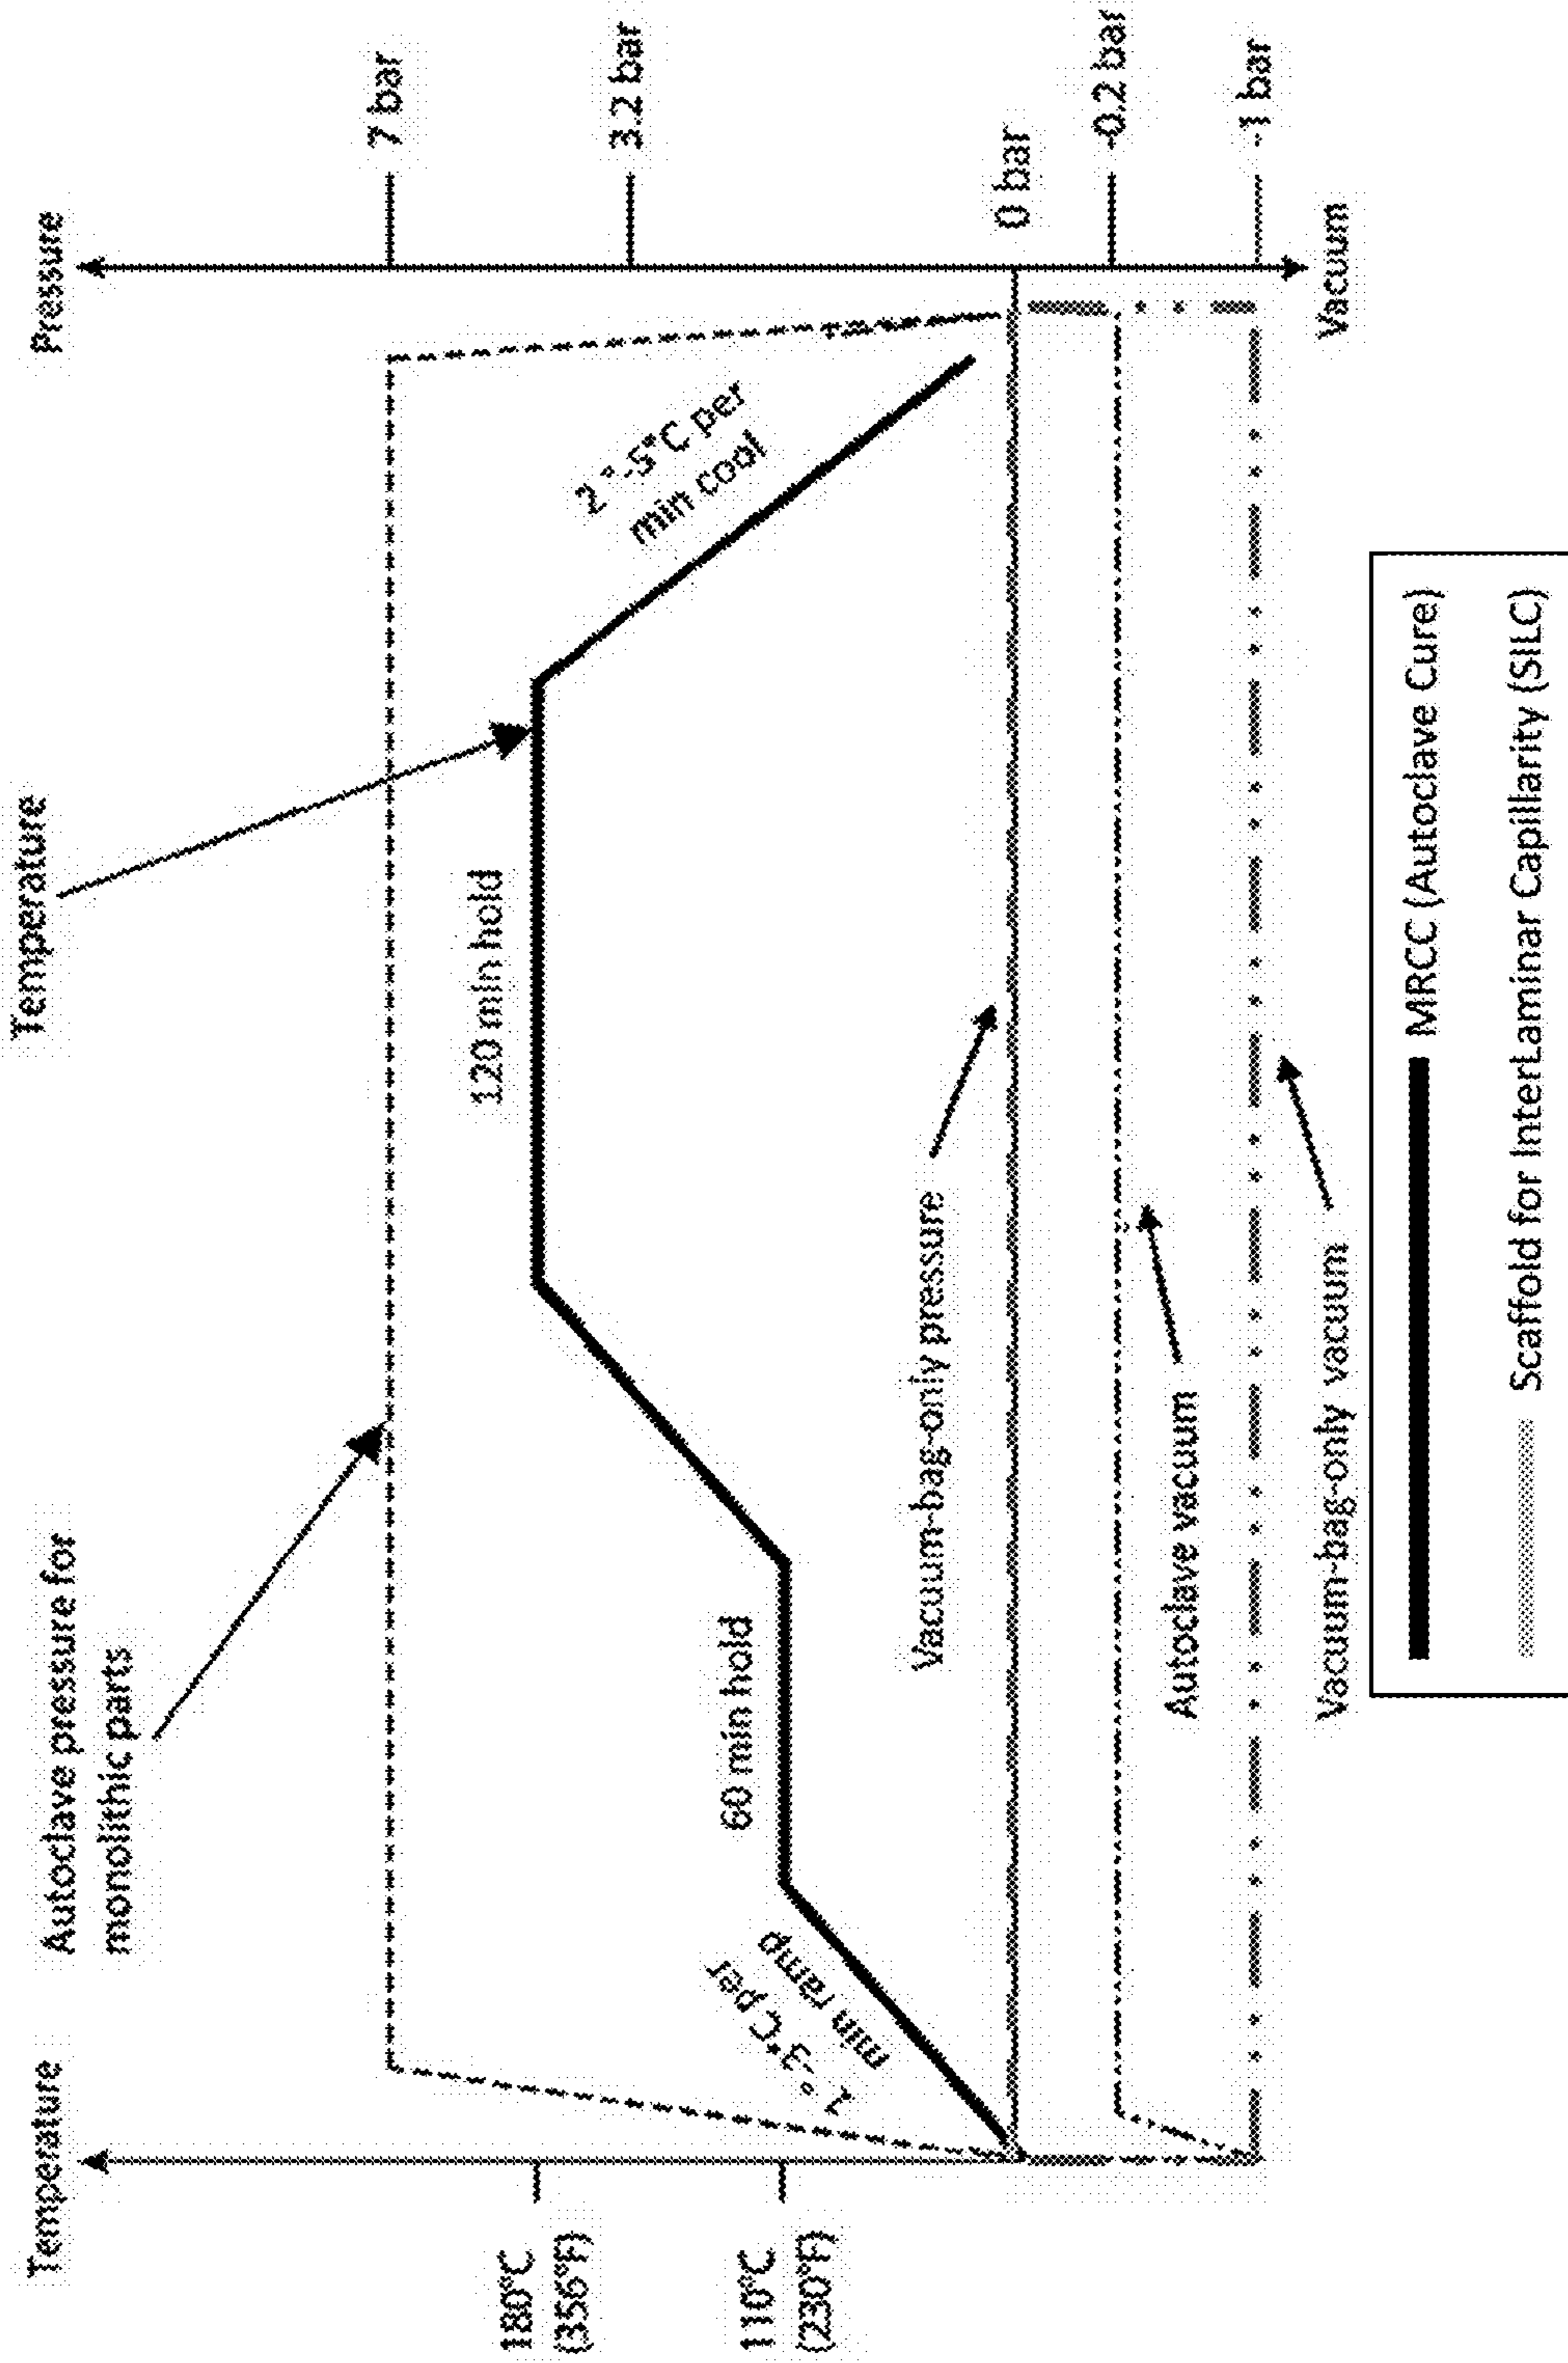 Temperature
Autoclave pressure for
monolithic parts
Temperature
Pressure
180°C
(356°F)
110°C
(230°F)
1°-3°C per
min ramp
60 min hold
120 min hold
2°-5°C per
min cool
7 bar
3.2 bar
0 bar
-0.2 bar
-1 bar
Vacuum-bag-only pressure
Autoclave vacuum
Vacuum-bag-only vacuum
Vacuum
MRCC (Autoclave Cure)
Scaffold for InterLaminar Capillarity (SILC)